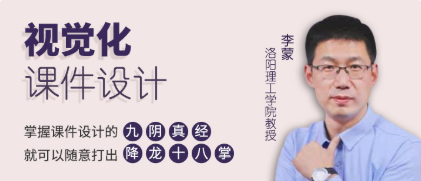 视觉化
课件设计
掌握课件设计的 九阴真经
就可以随意打出 降龙十八掌
李蒙
洛阳理工学院教授